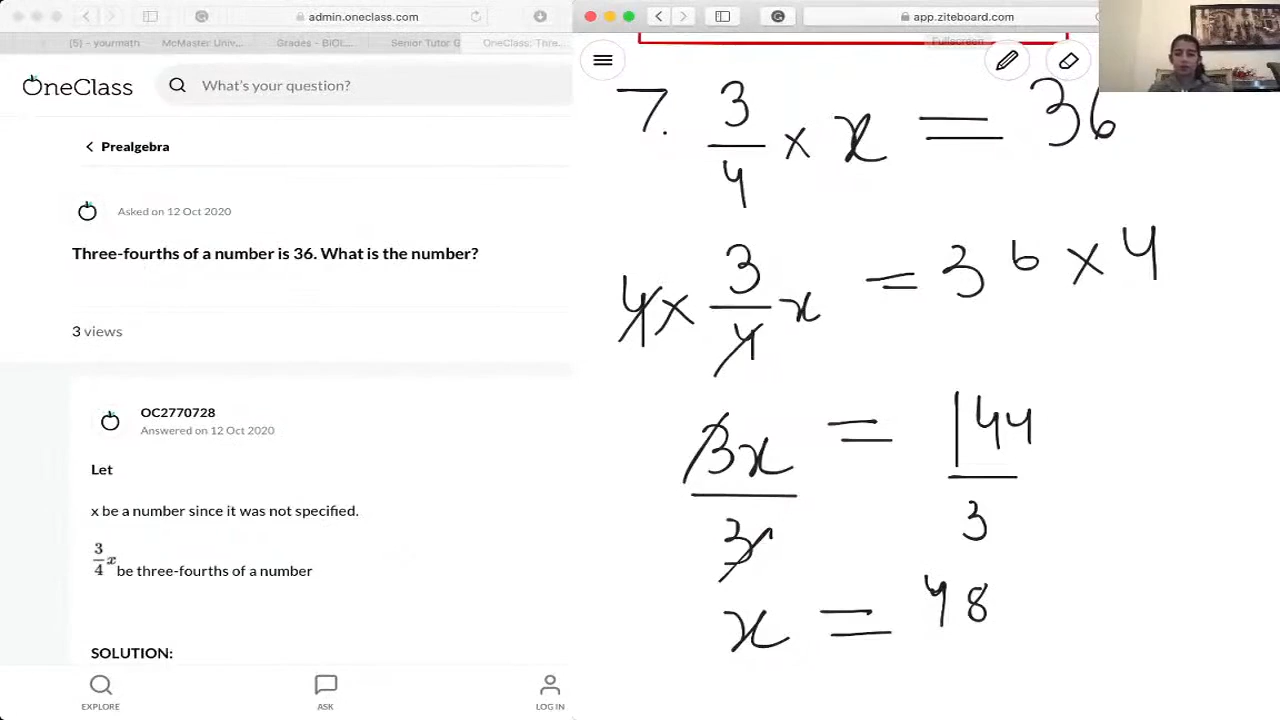 admin.oneclass.com
app.ziteboard.com
(5) – yourmath
McMaster Univ...
Grades – BIOL...
Senior Tutor G
OneClass: Thre...
Fullscreen
OneClass
What's your question?
Prealgebra
Asked on 12 Oct 2020
Three-fourths of a number is 36. What is the number?
3 views
OC2770728
Answered on 12 Oct 2020
Let
x be a number since it was not specified.
3/4 x be three-fourths of a number
SOLUTION:
EXPLORE
ASK
LOG IN
7. 3/4 × x = 36
4 × 3/4 x = 36 × 4
3x/3 = 144/3
x = 48